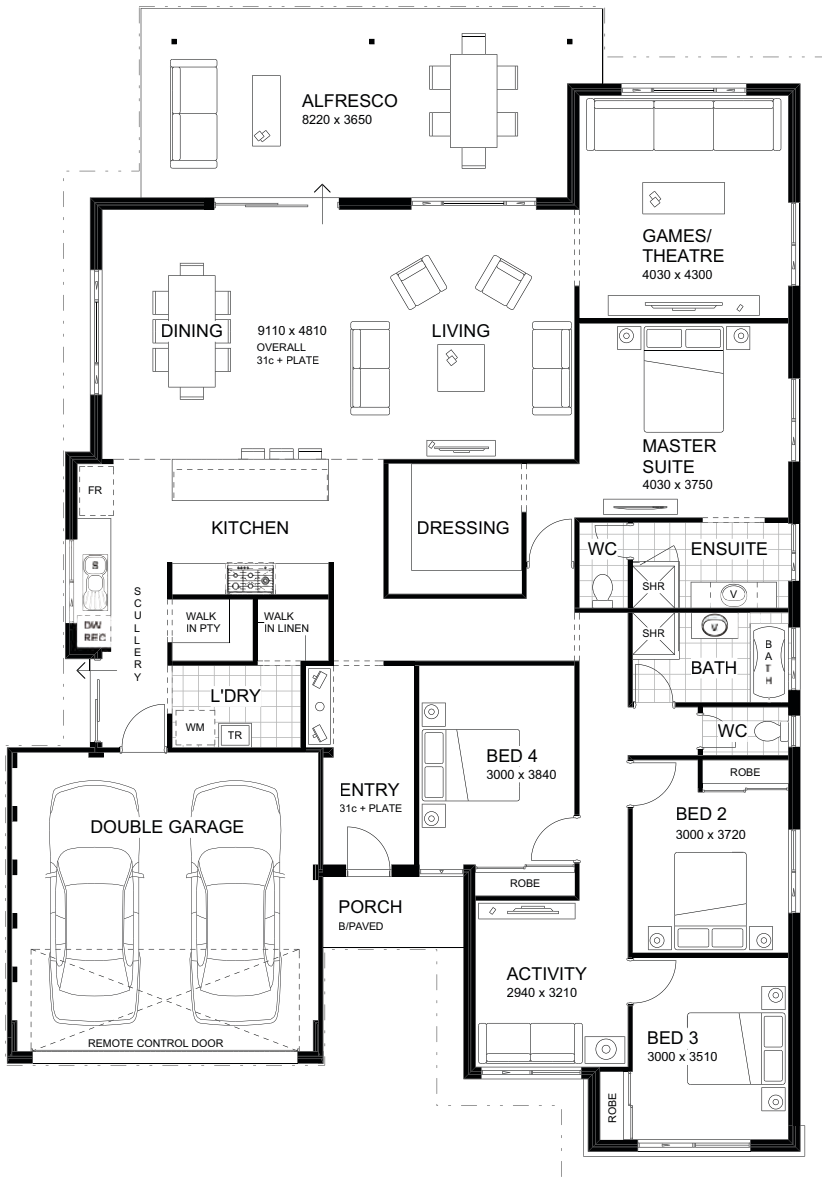 ALFRESCO
8220 x 3650
GAMES/
THEATRE
4030 x 4300
DINING
9110 x 4810
OVERALL
31c + PLATE
LIVING
MASTER
SUITE
4030 x 3750
FR
KITCHEN
DRESSING
WC
ENSUITE
S
SHR
V
SCULLERY
DW
REC
WALK
IN PTY
WALK
IN LINEN
SHR
V
BATH
BATH
L'DRY
WM
TR
WC
BED 4
3000 x 3840
ROBE
ENTRY
31c + PLATE
BED 2
3000 x 3720
DOUBLE GARAGE
ROBE
PORCH
B/PAVED
ACTIVITY
2940 x 3210
BED 3
3000 x 3510
REMOTE CONTROL DOOR
ROBE